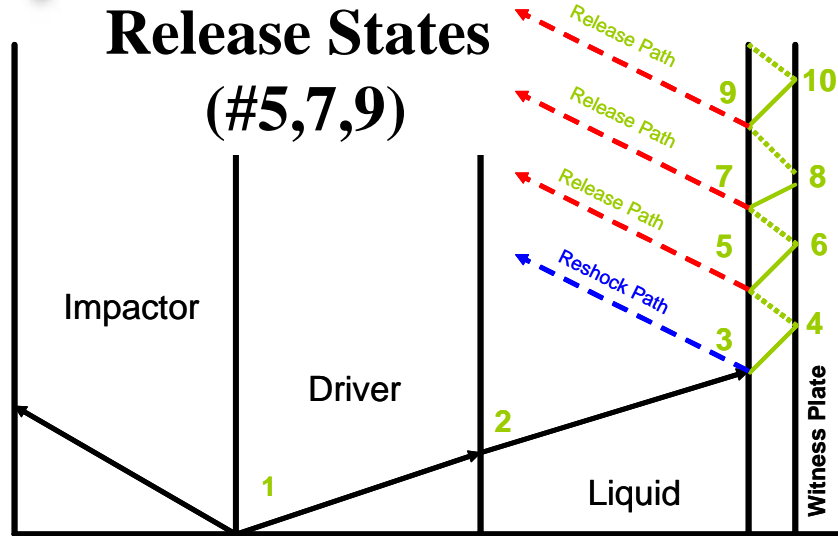 Release States
(#5,7,9)
Release Path
9
10
Release Path
7
8
Release Path
5
6
Reshock Path
3
4
Impactor
Driver
2
1
Liquid
Witness Plate